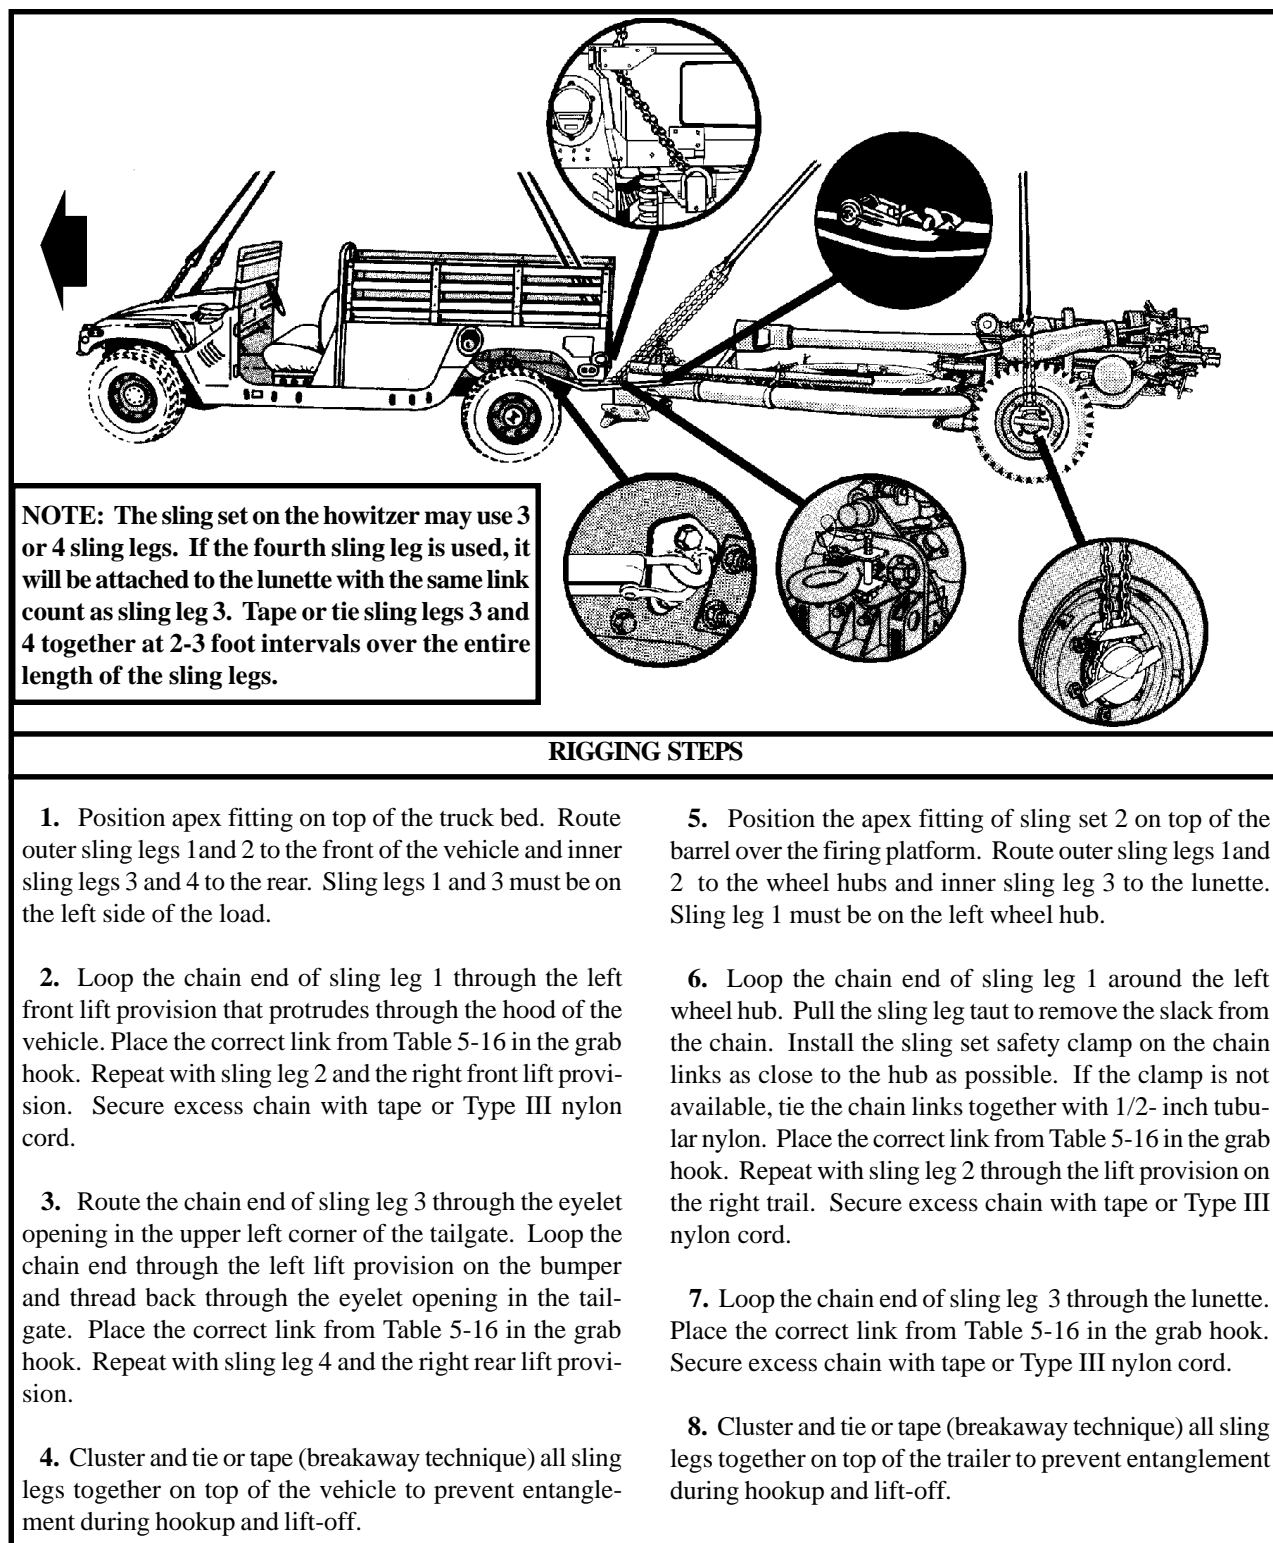 NOTE: The sling set on the howitzer may use 3
or 4 sling legs. If the fourth sling leg is used, it
will be attached to the lunette with the same link
count as sling leg 3. Tape or tie sling legs 3 and
4 together at 2-3 foot intervals over the entire
length of the sling legs.
RIGGING STEPS
1. Position apex fitting on top of the truck bed. Route
outer sling legs 1and 2 to the front of the vehicle and inner
sling legs 3 and 4 to the rear. Sling legs 1 and 3 must be on
the left side of the load.
2. Loop the chain end of sling leg 1 through the left
front lift provision that protrudes through the hood of the
vehicle. Place the correct link from Table 5-16 in the grab
hook. Repeat with sling leg 2 and the right front lift provi-
sion. Secure excess chain with tape or Type III nylon
cord.
3. Route the chain end of sling leg 3 through the eyelet
opening in the upper left corner of the tailgate. Loop the
chain end through the left lift provision on the bumper
and thread back through the eyelet opening in the tail-
gate. Place the correct link from Table 5-16 in the grab
hook. Repeat with sling leg 4 and the right rear lift provi-
sion.
4. Cluster and tie or tape (breakaway technique) all sling
legs together on top of the vehicle to prevent entangle-
ment during hookup and lift-off.
5. Position the apex fitting of sling set 2 on top of the
barrel over the firing platform. Route outer sling legs 1and
2 to the wheel hubs and inner sling leg 3 to the lunette.
Sling leg 1 must be on the left wheel hub.
6. Loop the chain end of sling leg 1 around the left
wheel hub. Pull the sling leg taut to remove the slack from
the chain. Install the sling set safety clamp on the chain
links as close to the hub as possible. If the clamp is not
available, tie the chain links together with 1/2- inch tubu-
lar nylon. Place the correct link from Table 5-16 in the grab
hook. Repeat with sling leg 2 through the lift provision on
the right trail. Secure excess chain with tape or Type III
nylon cord.
7. Loop the chain end of sling leg 3 through the lunette.
Place the correct link from Table 5-16 in the grab hook.
Secure excess chain with tape or Type III nylon cord.
8. Cluster and tie or tape (breakaway technique) all sling
legs together on top of the trailer to prevent entanglement
during hookup and lift-off.